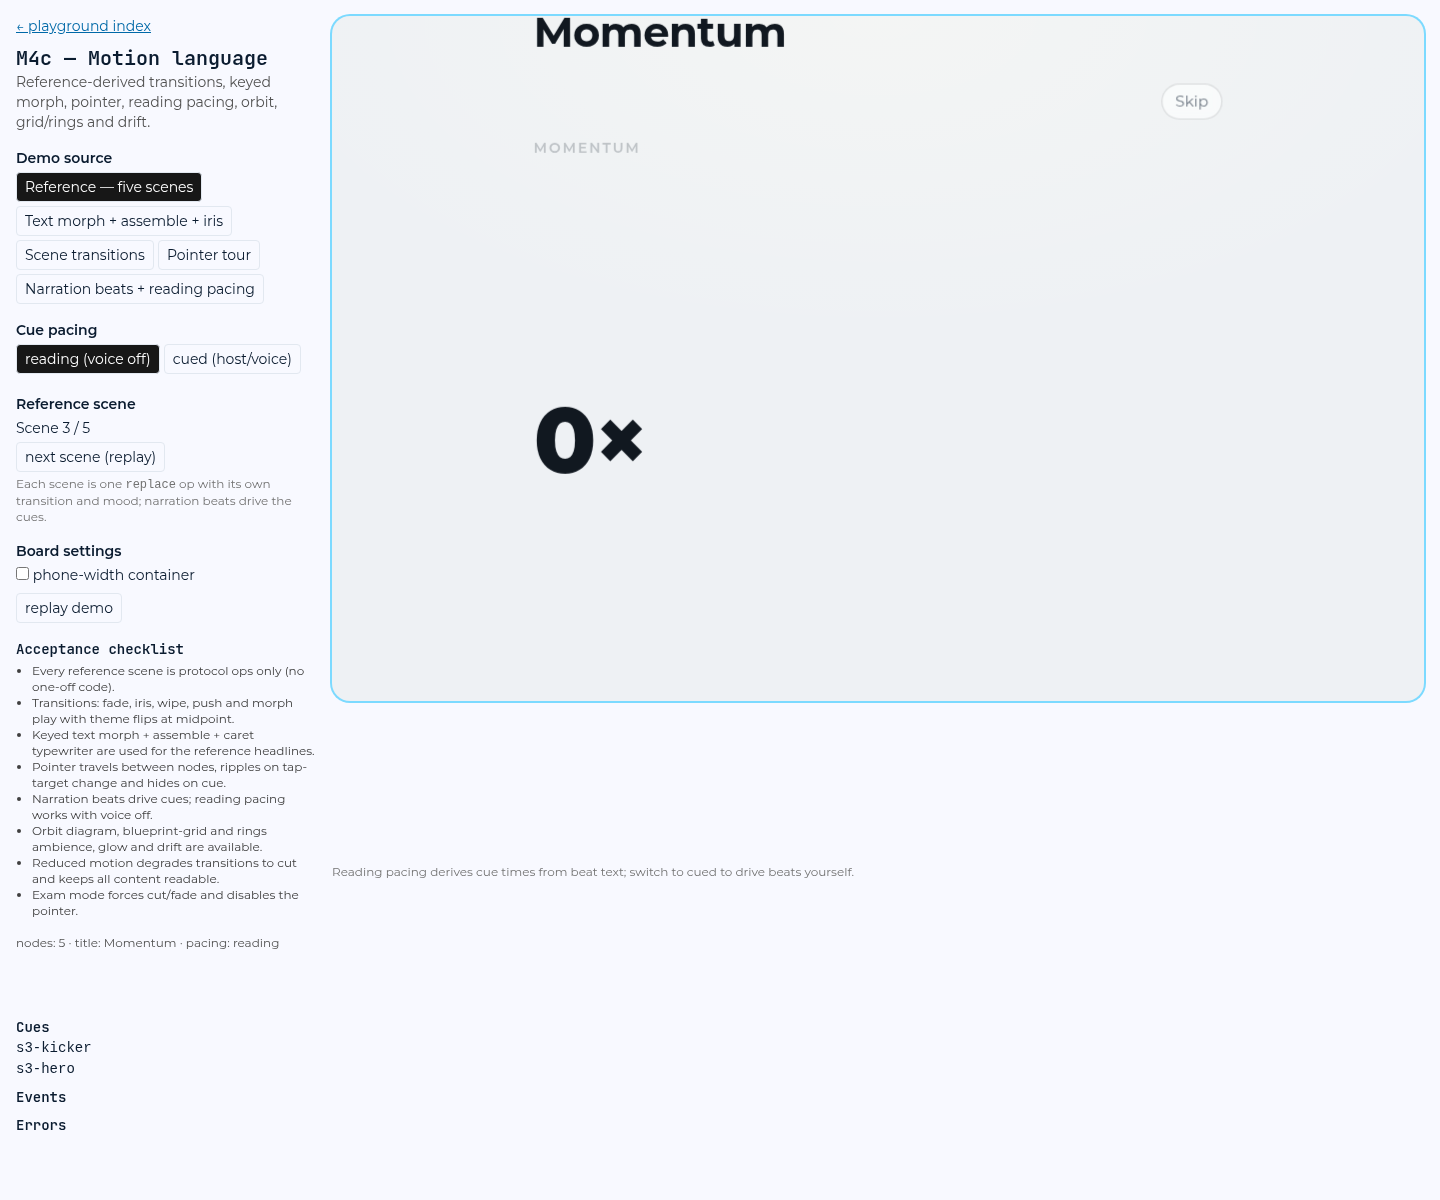 ← playground index
M4c — Motion language
Reference-derived transitions, keyed
morph, pointer, reading pacing, orbit,
grid/rings and drift.
Demo source
Reference — five scenes
Text morph + assemble + iris
Scene transitions
Pointer tour
Narration beats + reading pacing
Cue pacing
reading (voice off)
cued (host/voice)
Reference scene
Scene 3 / 5
next scene (replay)
Each scene is one replace op with its own
transition and mood; narration beats drive the
cues.
Board settings
phone-width container
replay demo
Acceptance checklist
• Every reference scene is protocol ops only (no
one-off code).
• Transitions: fade, iris, wipe, push and morph
play with theme flips at midpoint.
• Keyed text morph + assemble + caret
typewriter are used for the reference headlines.
• Pointer travels between nodes, ripples on tap-
target change and hides on cue.
• Narration beats drive cues; reading pacing
works with voice off.
• Orbit diagram, blueprint-grid and rings
ambience, glow and drift are available.
• Reduced motion degrades transitions to cut
and keeps all content readable.
• Exam mode forces cut/fade and disables the
pointer.
nodes: 5 · title: Momentum · pacing: reading
Cues
s3-kicker
s3-hero
Events
Errors
Momentum
Skip
MOMENTUM
0×
Reading pacing derives cue times from beat text; switch to cued to drive beats yourself.